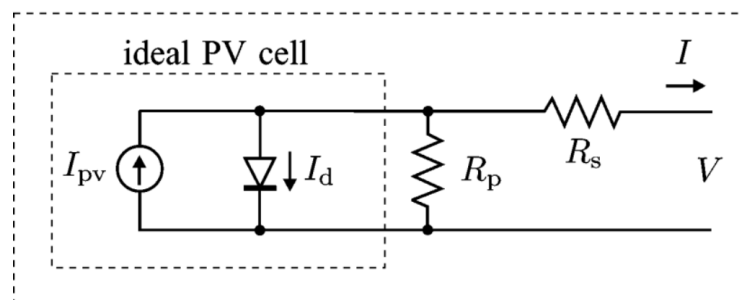 ideal PV cell
I
I_pv
I_d
R_p
R_s
V